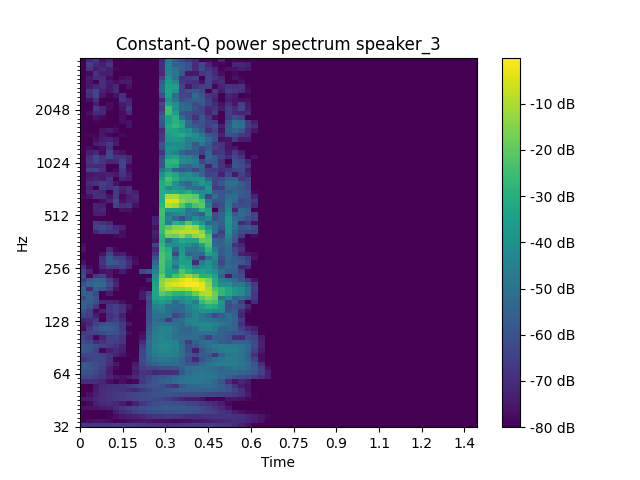 Constant-Q power spectrum speaker_3
Hz
2048
1024
512
256
128
64
32
0 0.15 0.3 0.45 0.6 0.75 0.9 1.1 1.2 1.4
Time
-10 dB
-20 dB
-30 dB
-40 dB
-50 dB
-60 dB
-70 dB
-80 dB